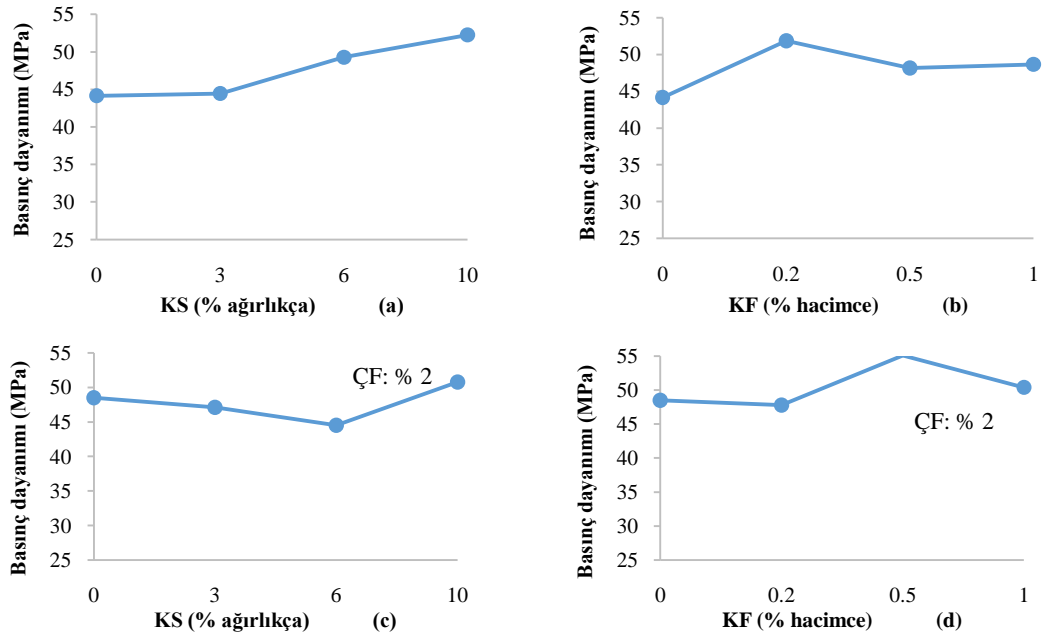 Basınç dayanımı (MPa)
55
50
45
40
35
30
25
0 3 6 10
KS (% ağırlıkça) (a)
Basınç dayanımı (MPa)
55
50
45
40
35
30
25
0 0.2 0.5 1
KF (% hacimce) (b)
Basınç dayanımı (MPa)
55
50
45
40
35
30
25
ÇF: % 2
0 3 6 10
KS (% ağırlıkça) (c)
Basınç dayanımı (MPa)
55
50
45
40
35
30
25
ÇF: % 2
0 0.2 0.5 1
KF (% hacimce) (d)